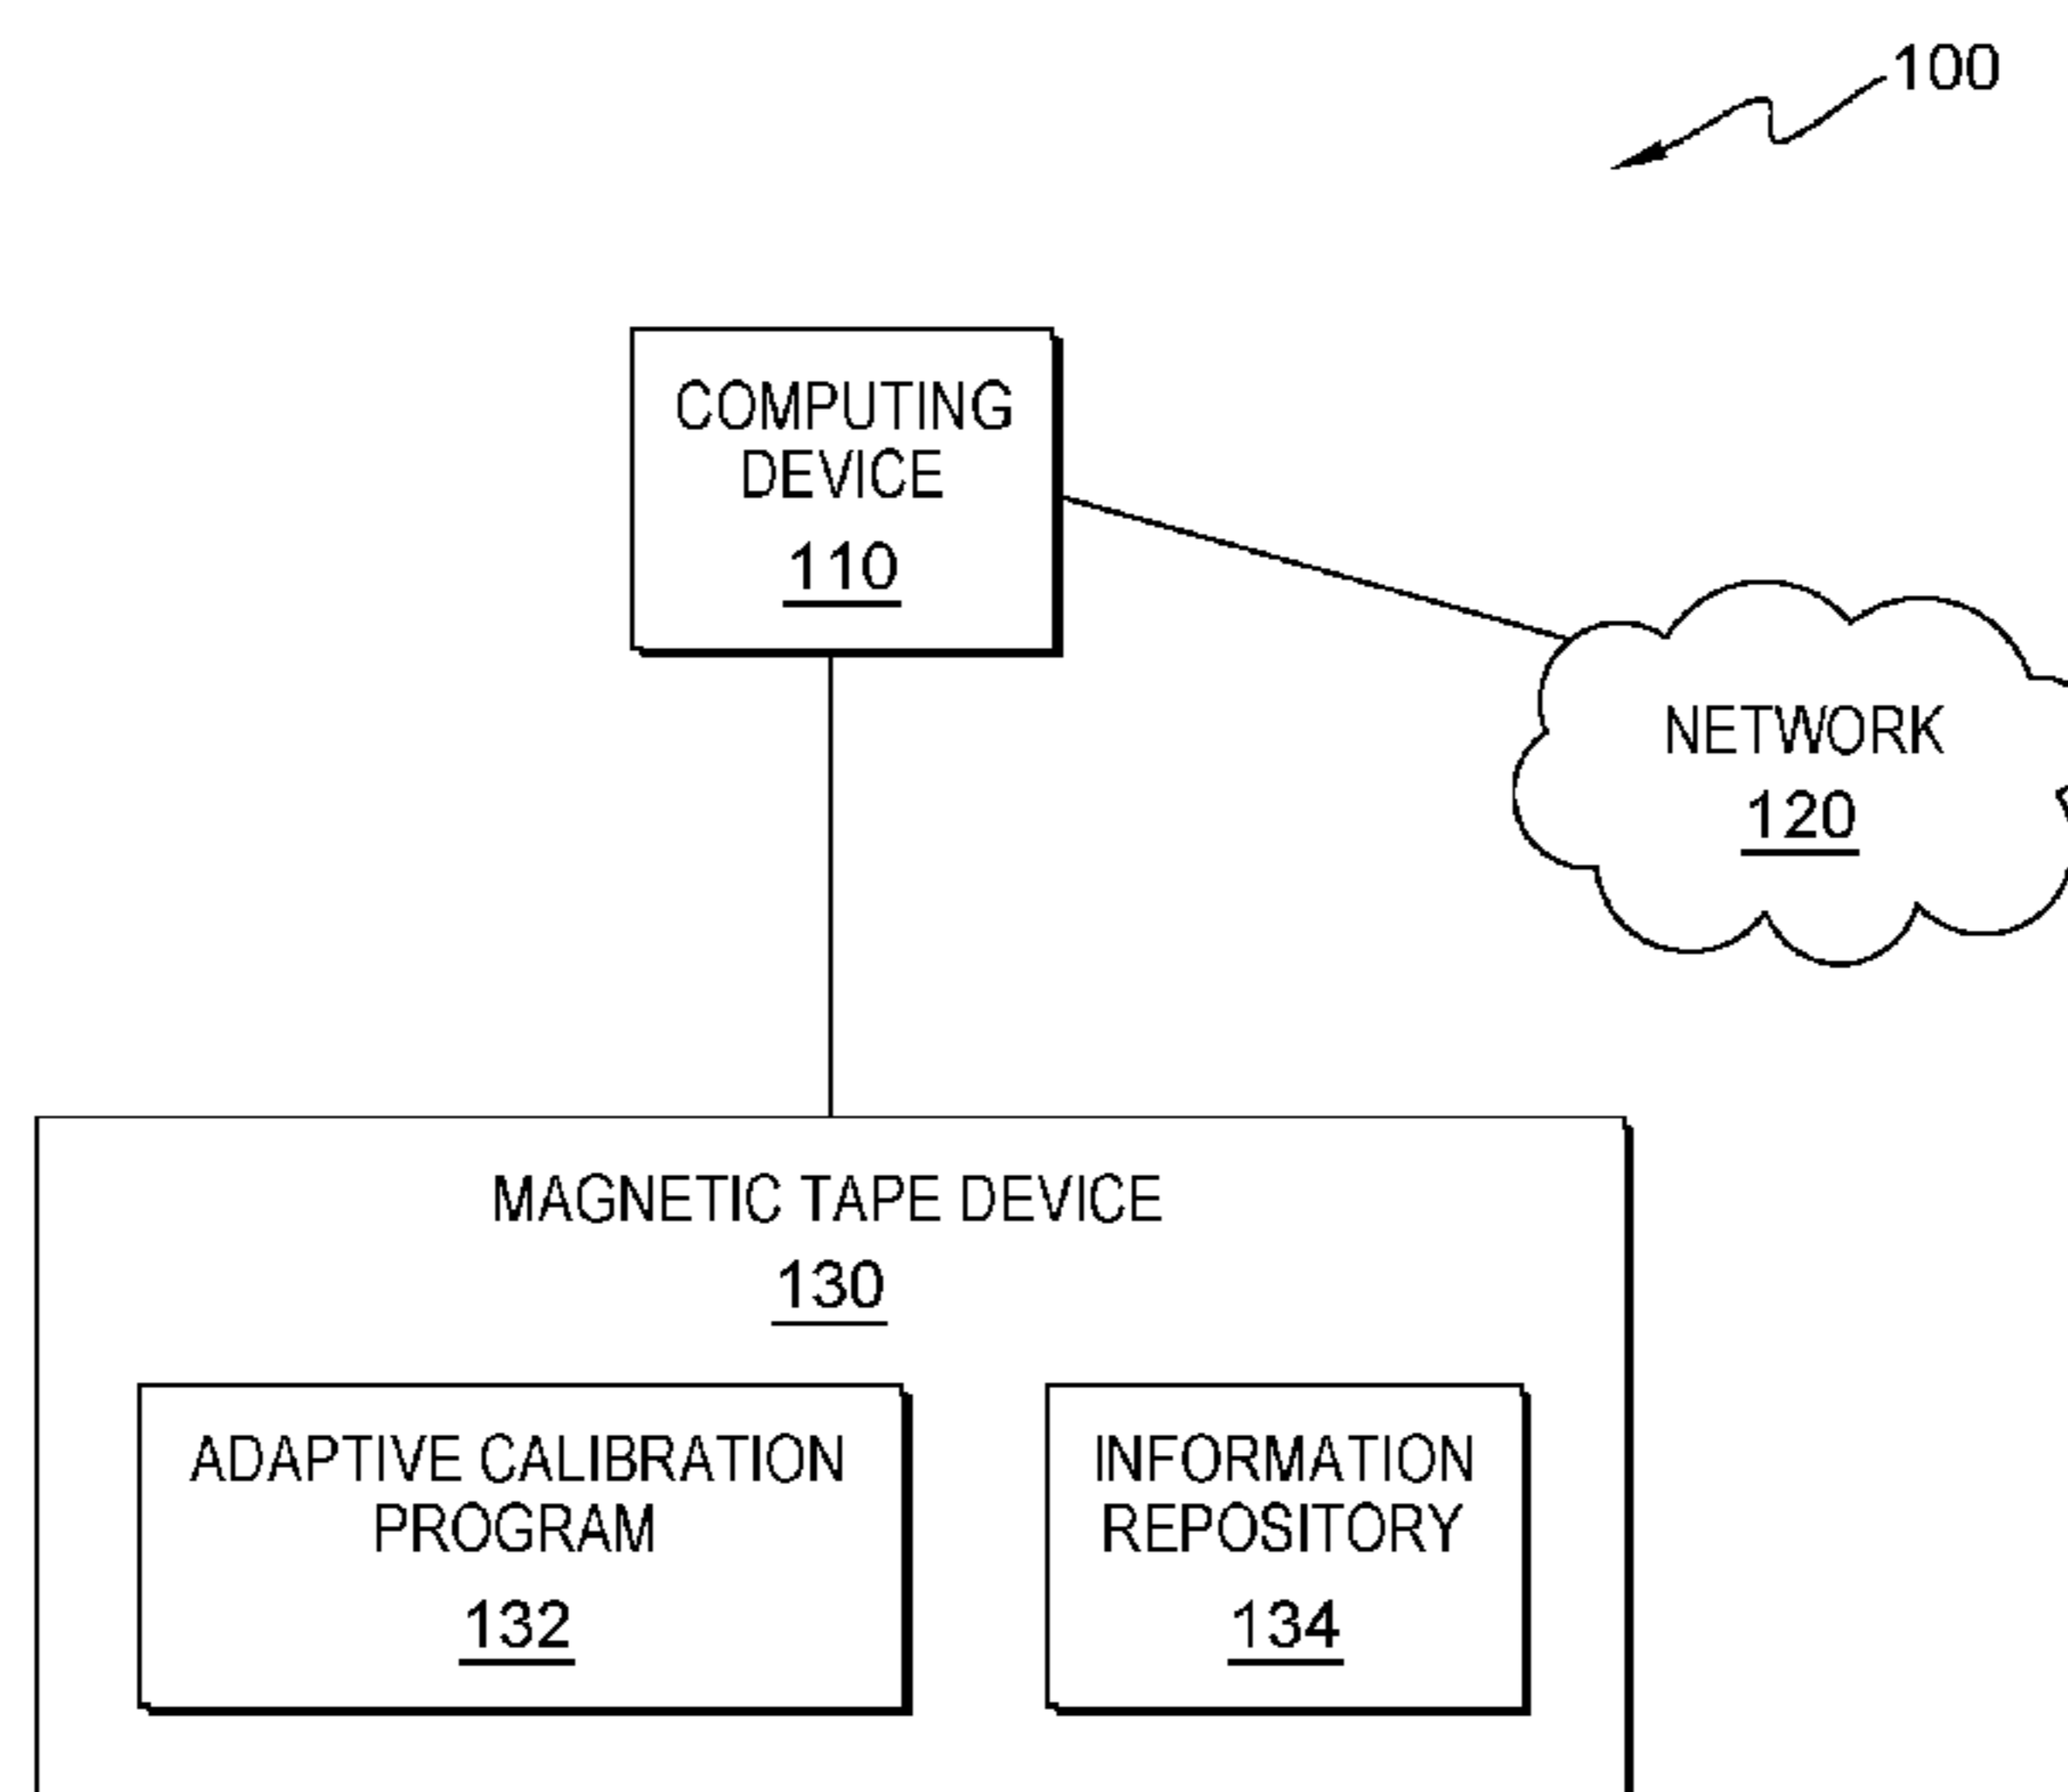 100
COMPUTING
DEVICE
110
NETWORK
120
MAGNETIC TAPE DEVICE
130
ADAPTIVE CALIBRATION
PROGRAM
132
INFORMATION
REPOSITORY
134